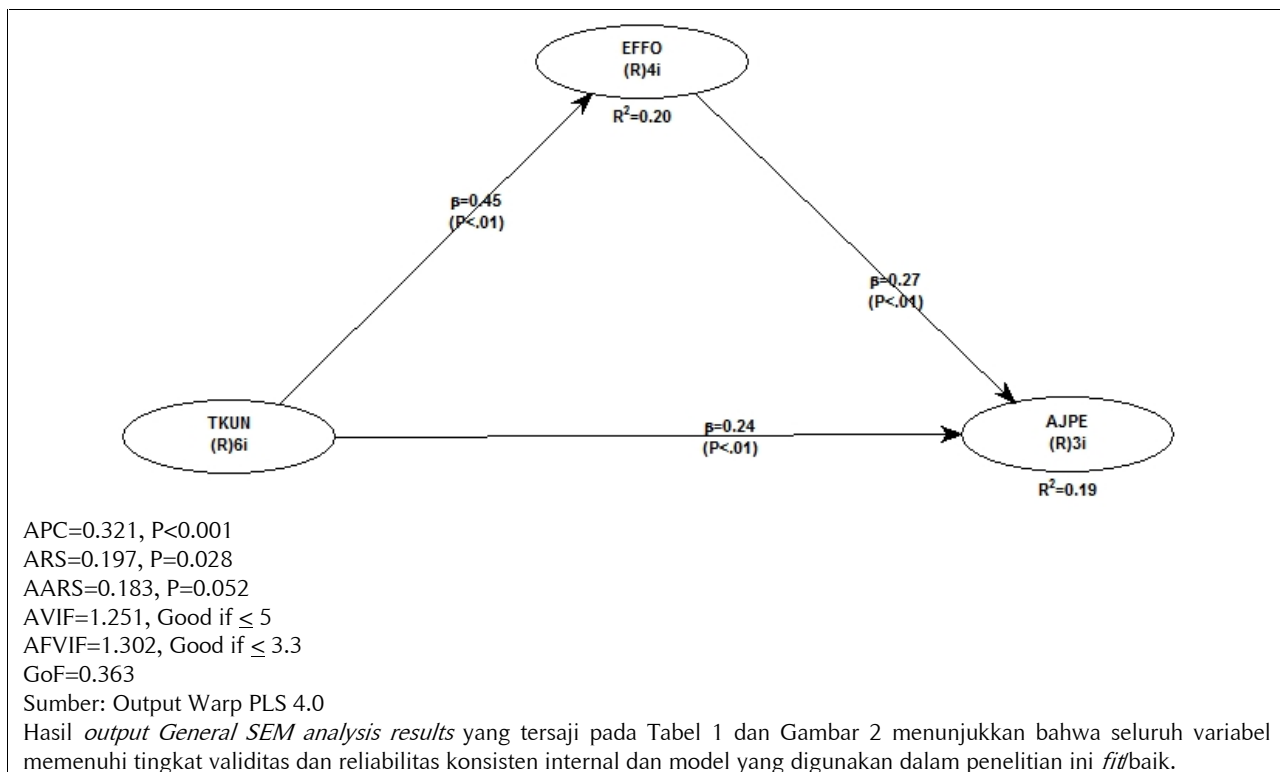 EFFO
(R)4i
R²=0.20
β=0.45
(P<.01)
β=0.27
(P<.01)
TKUN
(R)6i
β=0.24
(P<.01)
AJPE
(R)3i
R²=0.19
APC=0.321, P<0.001
ARS=0.197, P=0.028
AARS=0.183, P=0.052
AVIF=1.251, Good if ≤ 5
AFVIF=1.302, Good if ≤ 3.3
GoF=0.363
Sumber: Output Warp PLS 4.0
Hasil output General SEM analysis results yang tersaji pada Tabel 1 dan Gambar 2 menunjukkan bahwa seluruh variabel
memenuhi tingkat validitas dan reliabilitas konsisten internal dan model yang digunakan dalam penelitian ini fit/baik.